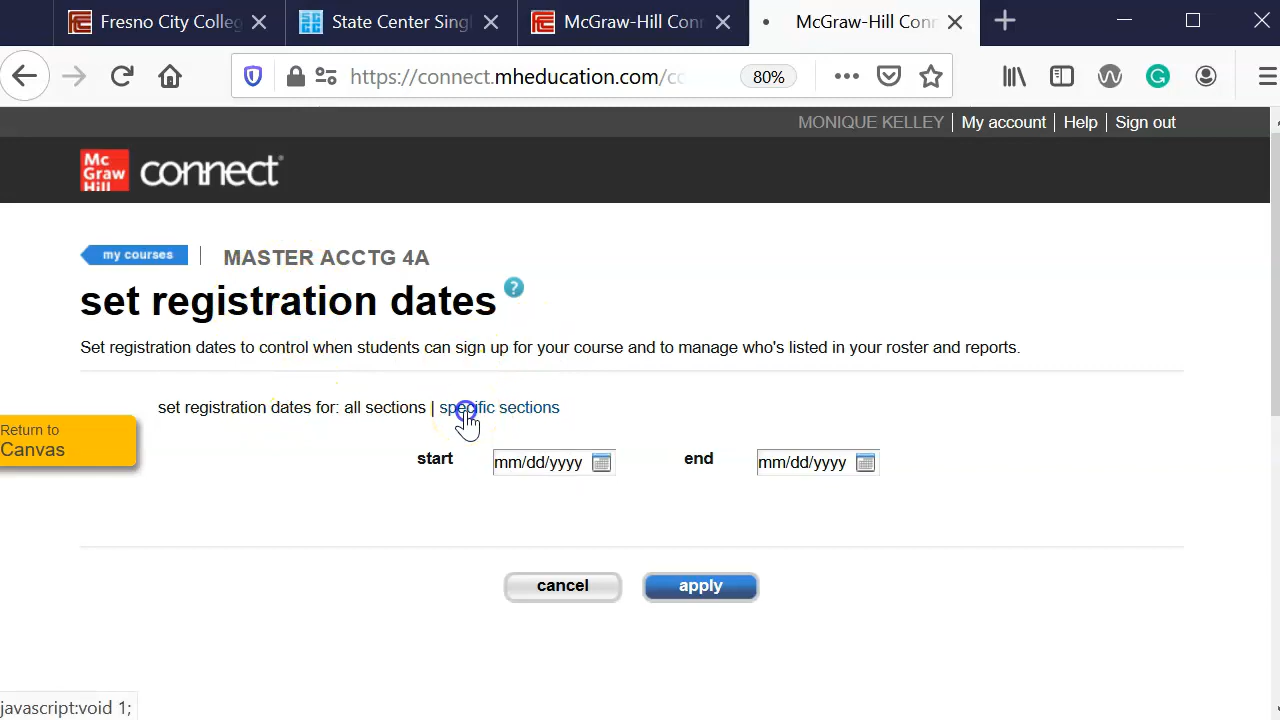 Fresno City Colleg
State Center Sing
McGraw-Hill Conn
McGraw-Hill Conn
https://connect.mheducation.com/co
80%
MONIQUE KELLEY My account Help Sign out
Mc Graw Hill connect
my courses MASTER ACCTG 4A
set registration dates ?
Set registration dates to control when students can sign up for your course and to manage who's listed in your roster and reports.
set registration dates for: all sections | specific sections
Return to
Canvas
start mm/dd/yyyy end mm/dd/yyyy
cancel apply
javascript:void 1;